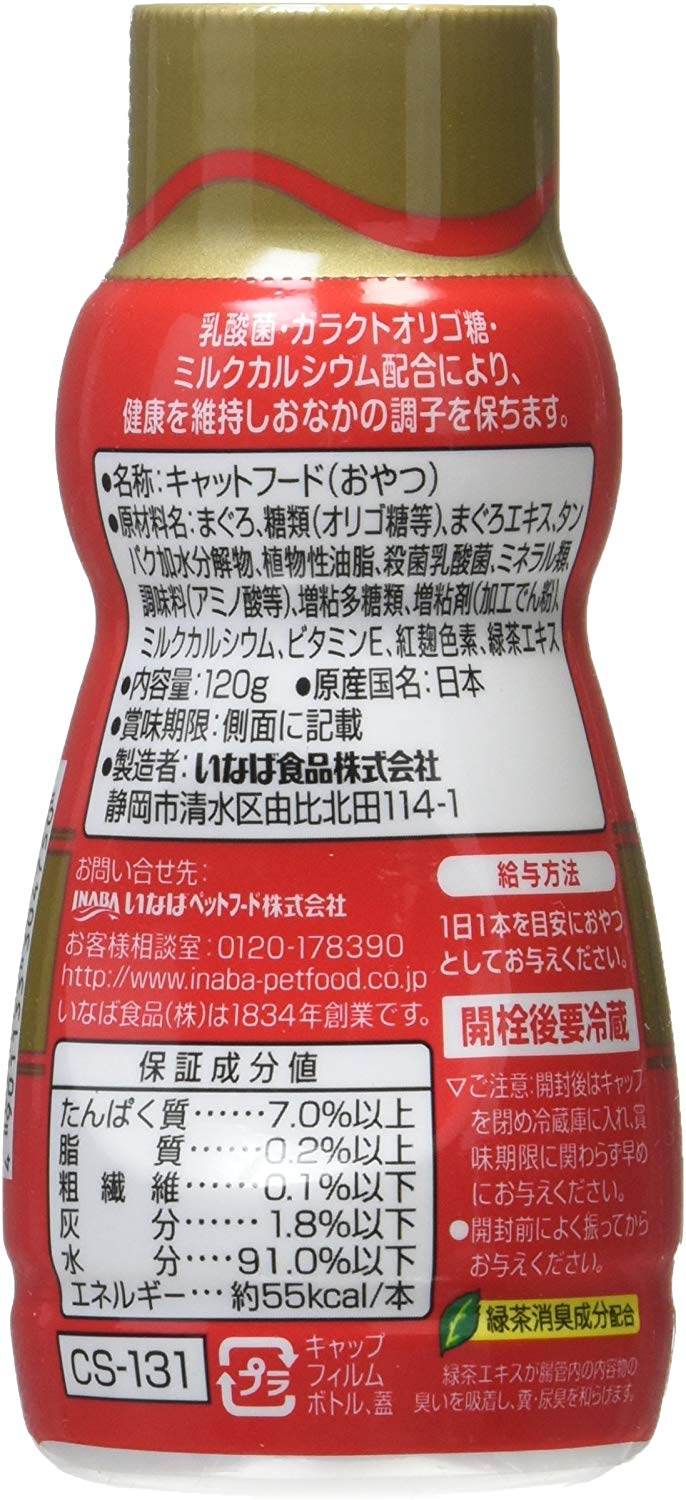 乳酸菌・ガラクトオリゴ糖・
ミルクカルシウム配合により、
健康を維持しおなかの調子を保ちます。
●名称:キャットフード(おやつ)
●原材料名:まぐろ、糖類(オリゴ糖等)、まぐろエキス、タン
パク加水分解物、植物性油脂、殺菌乳酸菌、ミネラル類、
調味料(アミノ酸等)、増粘多糖類、増粘剤(加工でん粉)、
ミルクカルシウム、ビタミンE、紅麹色素、緑茶エキス
●内容量:120g ●原産国名:日本
●賞味期限:側面に記載
●製造者:いなば食品株式会社
静岡市清水区由比北田114-1
お問い合せ先:
INABA いなばペットフード株式会社
お客様相談室:0120-178390
http://www.inaba-petfood.co.jp
いなば食品(株)は1834年創業です。
給与方法
1日1本を目安におやつ
としてお与えください。
開栓後要冷蔵
▽ご注意:開封後はキャップ
を閉め冷蔵庫に入れ、賞
味期限に関わらず早め
にお与えください。
●開封前によく振ってから
お与えください。
保証成分値
たんぱく質……7.0%以上
脂質……0.2%以上
粗繊維……0.1%以下
灰分……1.8%以下
水分……91.0%以下
エネルギー…約55kcal/本
緑茶消臭成分配合
緑茶エキスが腸管内の内容物の
臭いを吸着し、糞・尿臭を和らげます。
CS-131
プラ
キャップ
フィルム
ボトル、蓋